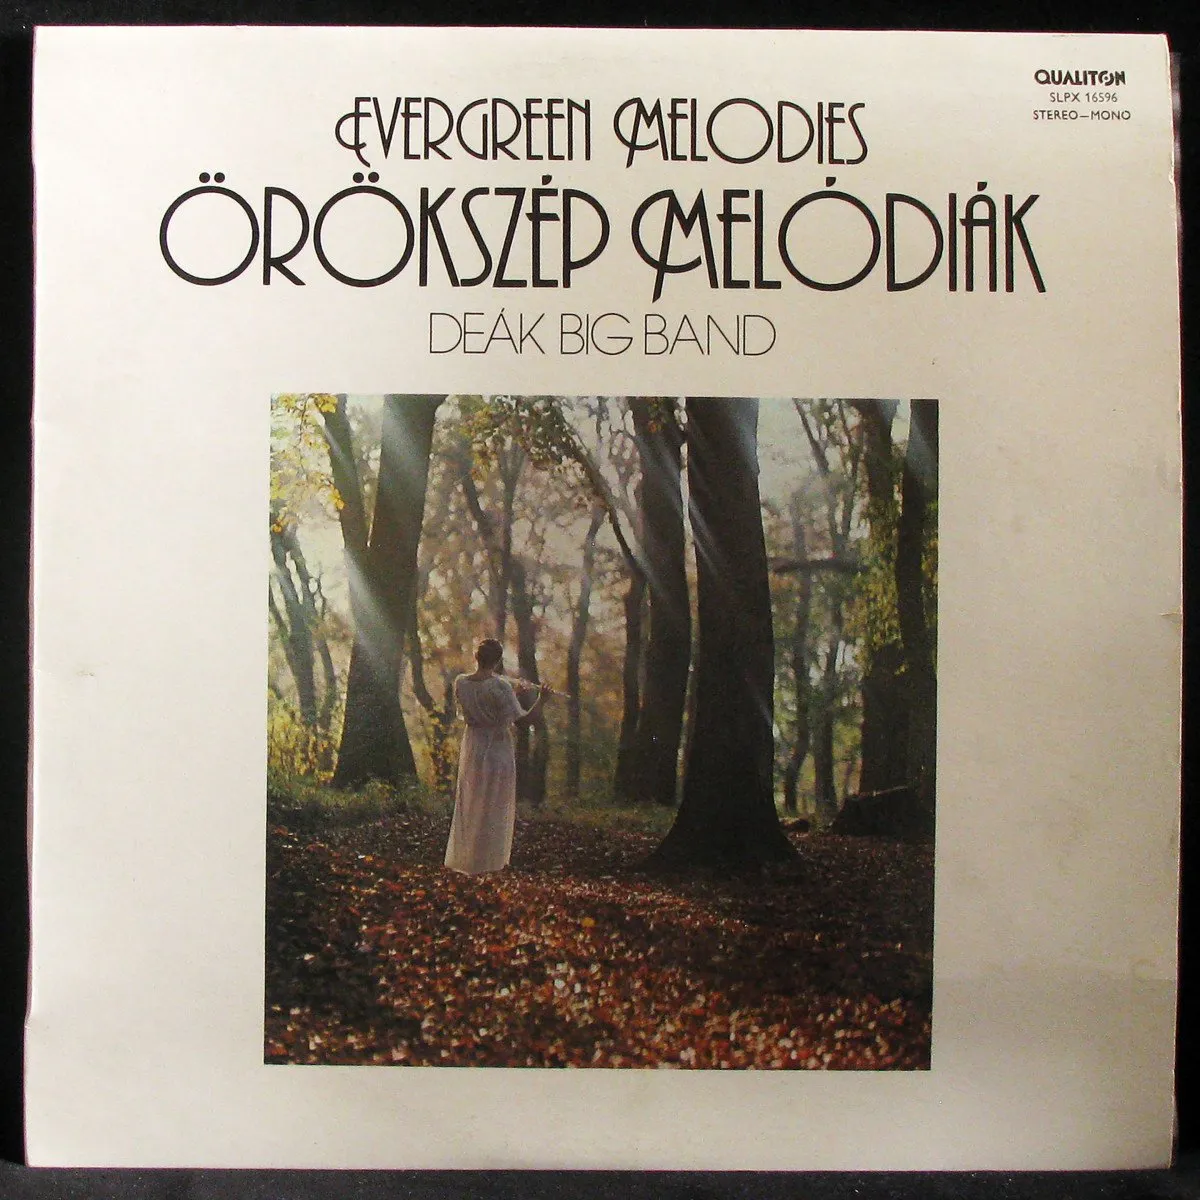 QUALITON
SLPX 16596
STEREO—MONO
EVERGREEN MELODIES
ÖRÖKSZÉP MELÓDIÁK
DEÁK BIG BAND